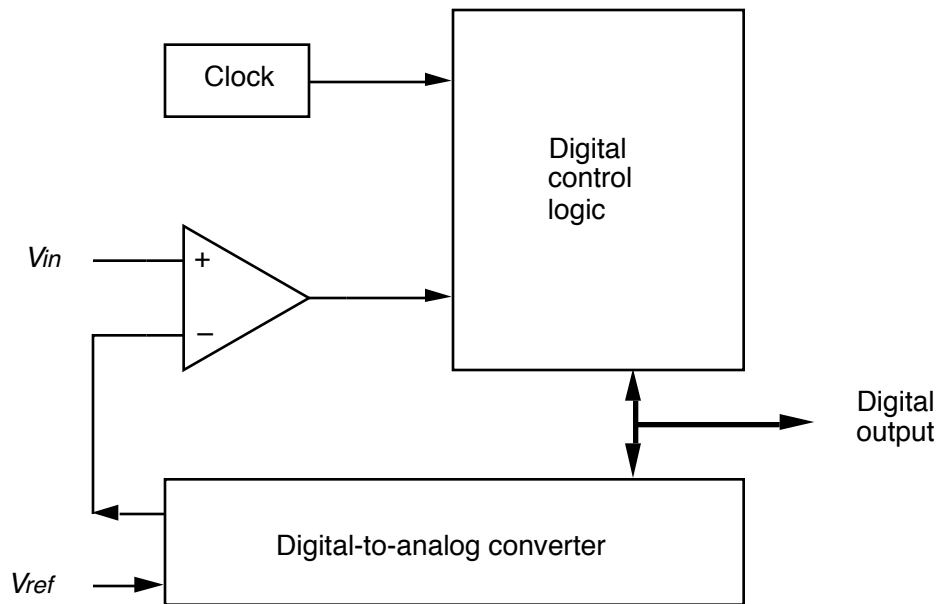 Clock
Digital
control
logic
Vin
+
−
Digital
output
Digital-to-analog converter
Vref